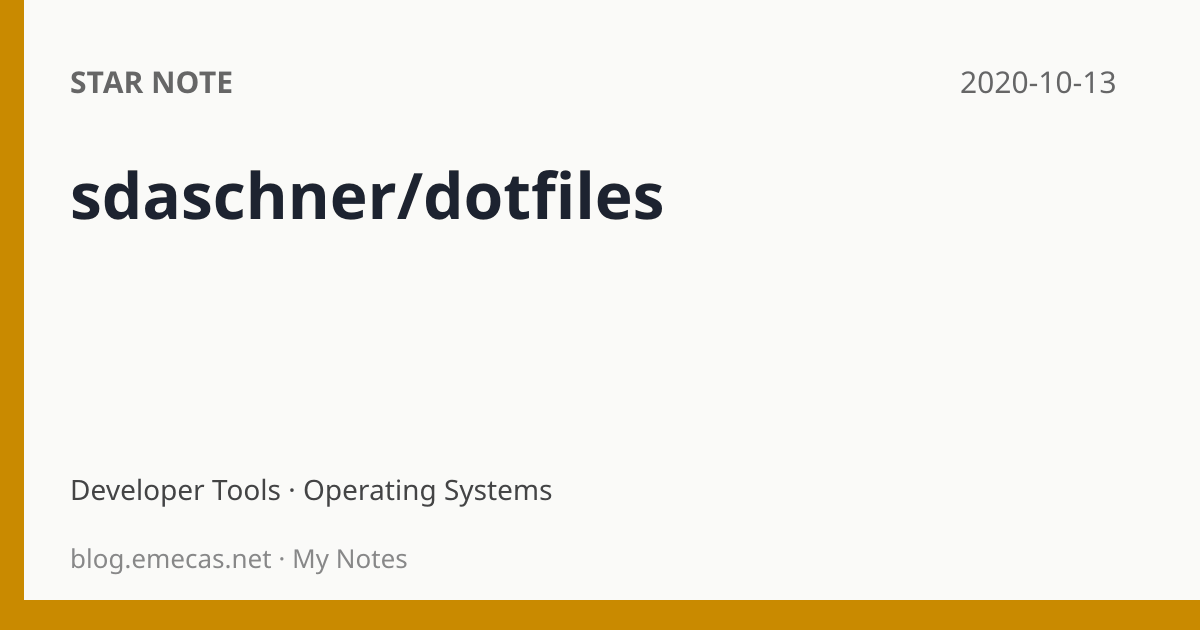 STAR NOTE
2020-10-13
sdaschner/dotfiles
Developer Tools · Operating Systems
blog.emecas.net · My Notes